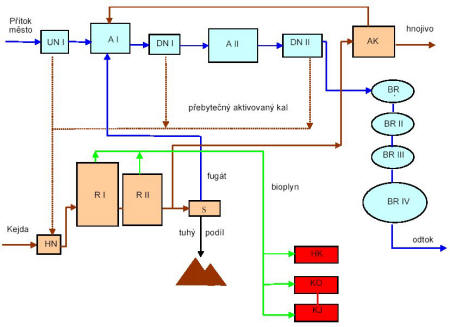 Přítok
město
UN I
A I
DN I
A II
DN II
AK
hnojivo
BR
BR II
BR III
BR IV
odtok
přebytečný aktivovaný kal
fugát
bioplyn
R I
R II
S
Kejda
HN
tuhý podíl
HK
KO
KJ